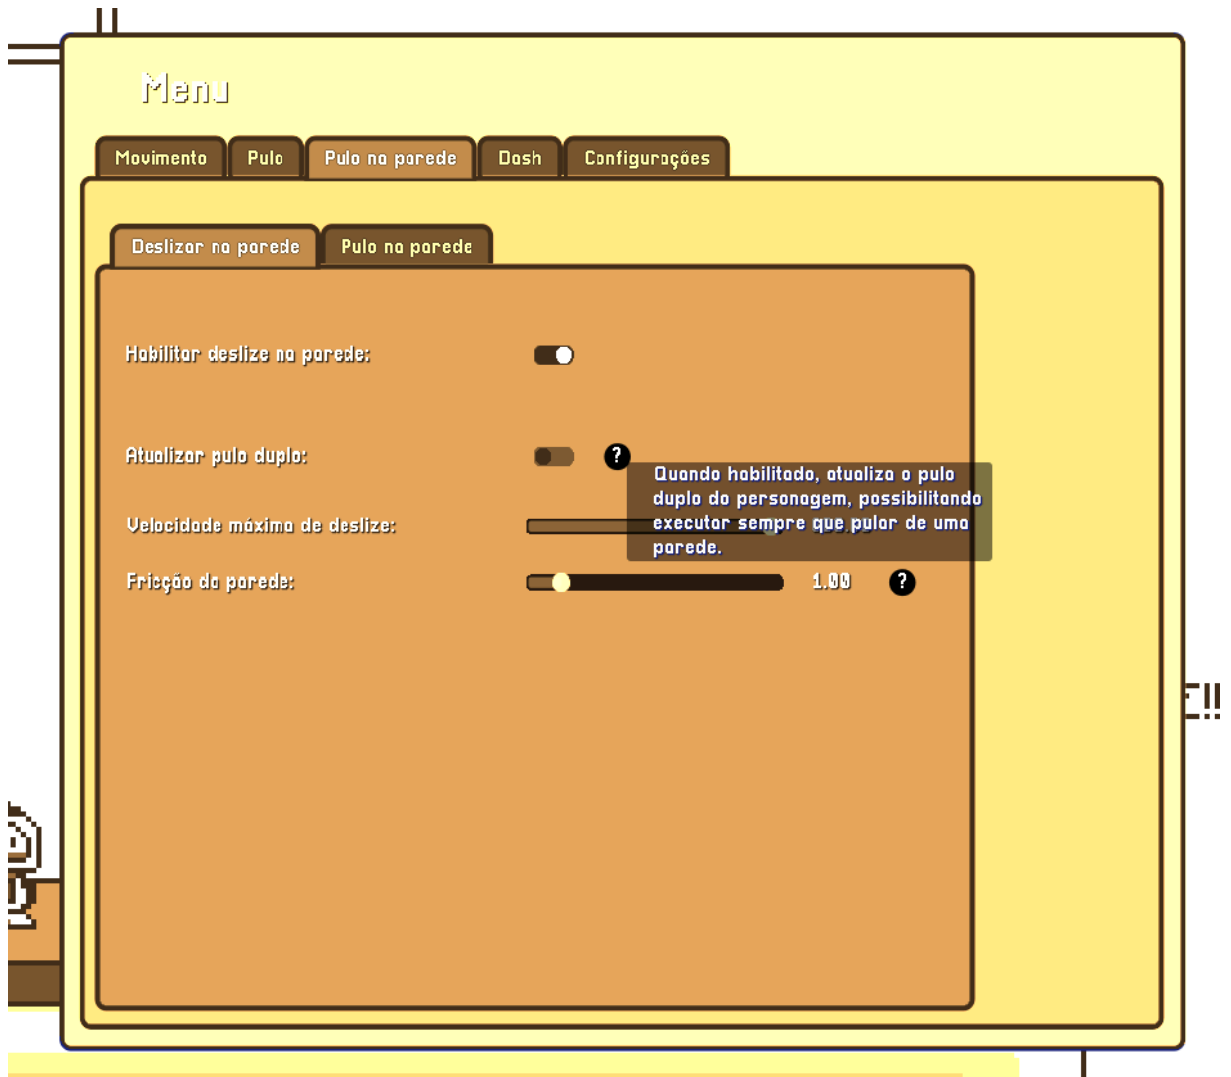 Menu
Movimento Pulo Pulo na parede Dash Configurações
Deslizar na parede Pulo na parede
Habilitar deslize na parede:
Atualizar pulo duplo: ?
Quando habilitado, atualiza o pulo
duplo do personagem, possibilitando
executar sempre que pular de uma
parede.
Velocidade máxima de deslize:
Fricção da parede: 1.00 ?